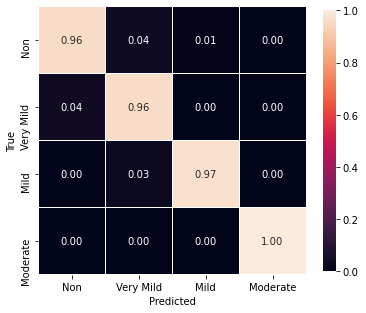 True
Non 0.96 0.04 0.01 0.00
Very Mild 0.04 0.96 0.00 0.00
Mild 0.00 0.03 0.97 0.00
Moderate 0.00 0.00 0.00 1.00
Non Very Mild Mild Moderate
Predicted
1.0
0.8
0.6
0.4
0.2
0.0